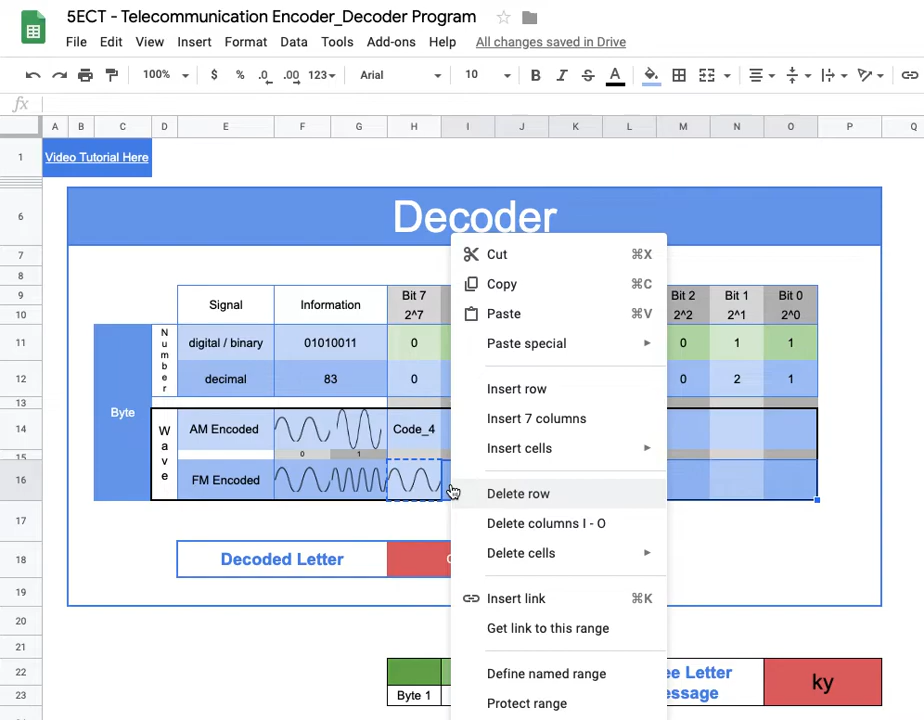 5ECT - Telecommunication Encoder_Decoder Program
File Edit View Insert Format Data Tools Add-ons Help All changes saved in Drive
100% $ % .0 .00 123 Arial 10 B I S A
fx
A B C D E F G H I J K L M N O P Q
1 Video Tutorial Here
6 Decoder
7
8
9 Signal Information Bit 7 Bit 2 Bit 1 Bit 0
10 2^7 2^2 2^1 2^0
11 Number digital / binary 01010011 0 0 1 1
12 decimal 83 0 0 2 1
13 Byte
14 Wave AM Encoded Code_4
15 0 1
16 FM Encoded
17
18 Decoded Letter
19
20
21
22 ee Letter ky
23 Byte 1 essage
Cut ⌘X
Copy ⌘C
Paste ⌘V
Paste special
Insert row
Insert 7 columns
Insert cells
Delete row
Delete columns I - O
Delete cells
Insert link ⌘K
Get link to this range
Define named range
Protect range